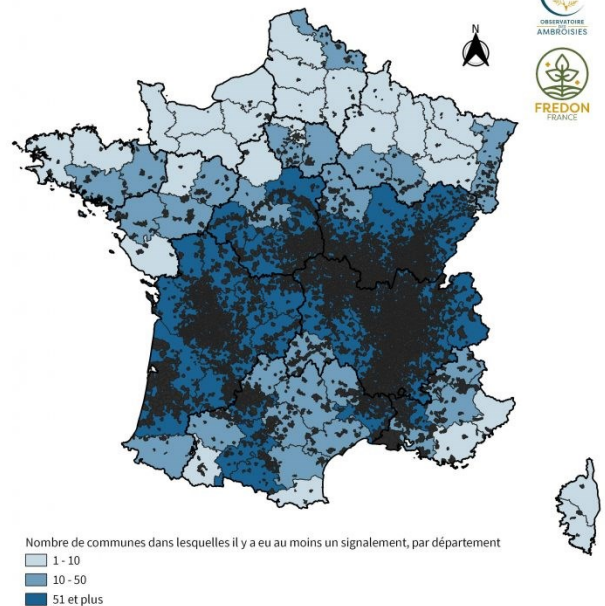 OBSERVATOIRE
DES
AMBROISIES
N
FREDON
FRANCE
Nombre de communes dans lesquelles il y a eu au moins un signalement, par département
1 - 10
10 - 50
51 et plus